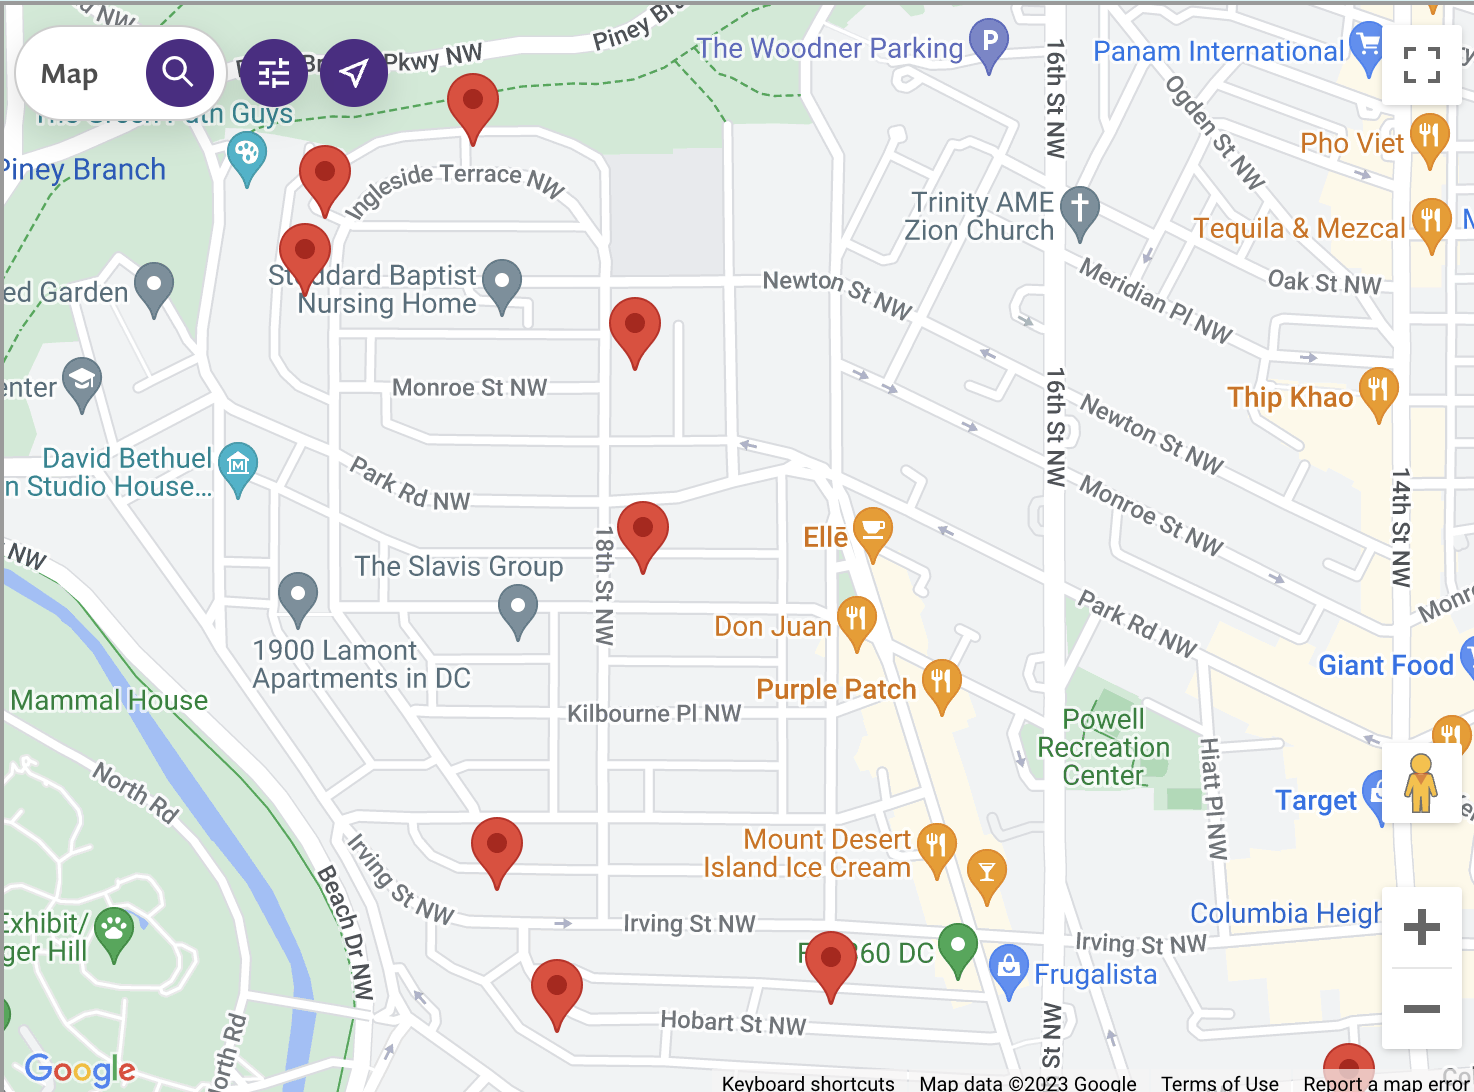 d NW
Piney Br
Map
Pkwy NW
The Woodner Parking
P
16th St NW
Panam International
Ogden St NW
The Green Path Guys
Pho Viet
Piney Branch
Ingleside Terrace NW
Trinity AME
Zion Church
Tequila & Mezcal
M
Stoddard Baptist
Nursing Home
Newton St NW
Meridian Pl NW
Oak St NW
ed Garden
enter
Monroe St NW
16th St NW
Newton St NW
Thip Khao
David Bethuel
n Studio House...
M
Park Rd NW
Monroe St NW
14th St NW
NW
The Slavis Group
18th St NW
Ellē
Park Rd NW
Monro
Don Juan
1900 Lamont
Apartments in DC
Giant Food
Mammal House
Purple Patch
Kilbourne Pl NW
Powell
Recreation
Center
Hiatt Pl NW
North Rd
Target
Mount Desert
Island Ice Cream
Irving St NW
Beach Dr NW
Exhibit/
ger Hill
Irving St NW
Columbia Heigh
Irving St NW
360 DC
Frugalista
Hobart St NW
St NW
North Rd
Google
Keyboard shortcuts
Map data ©2023 Google
Terms of Use
Report a map error